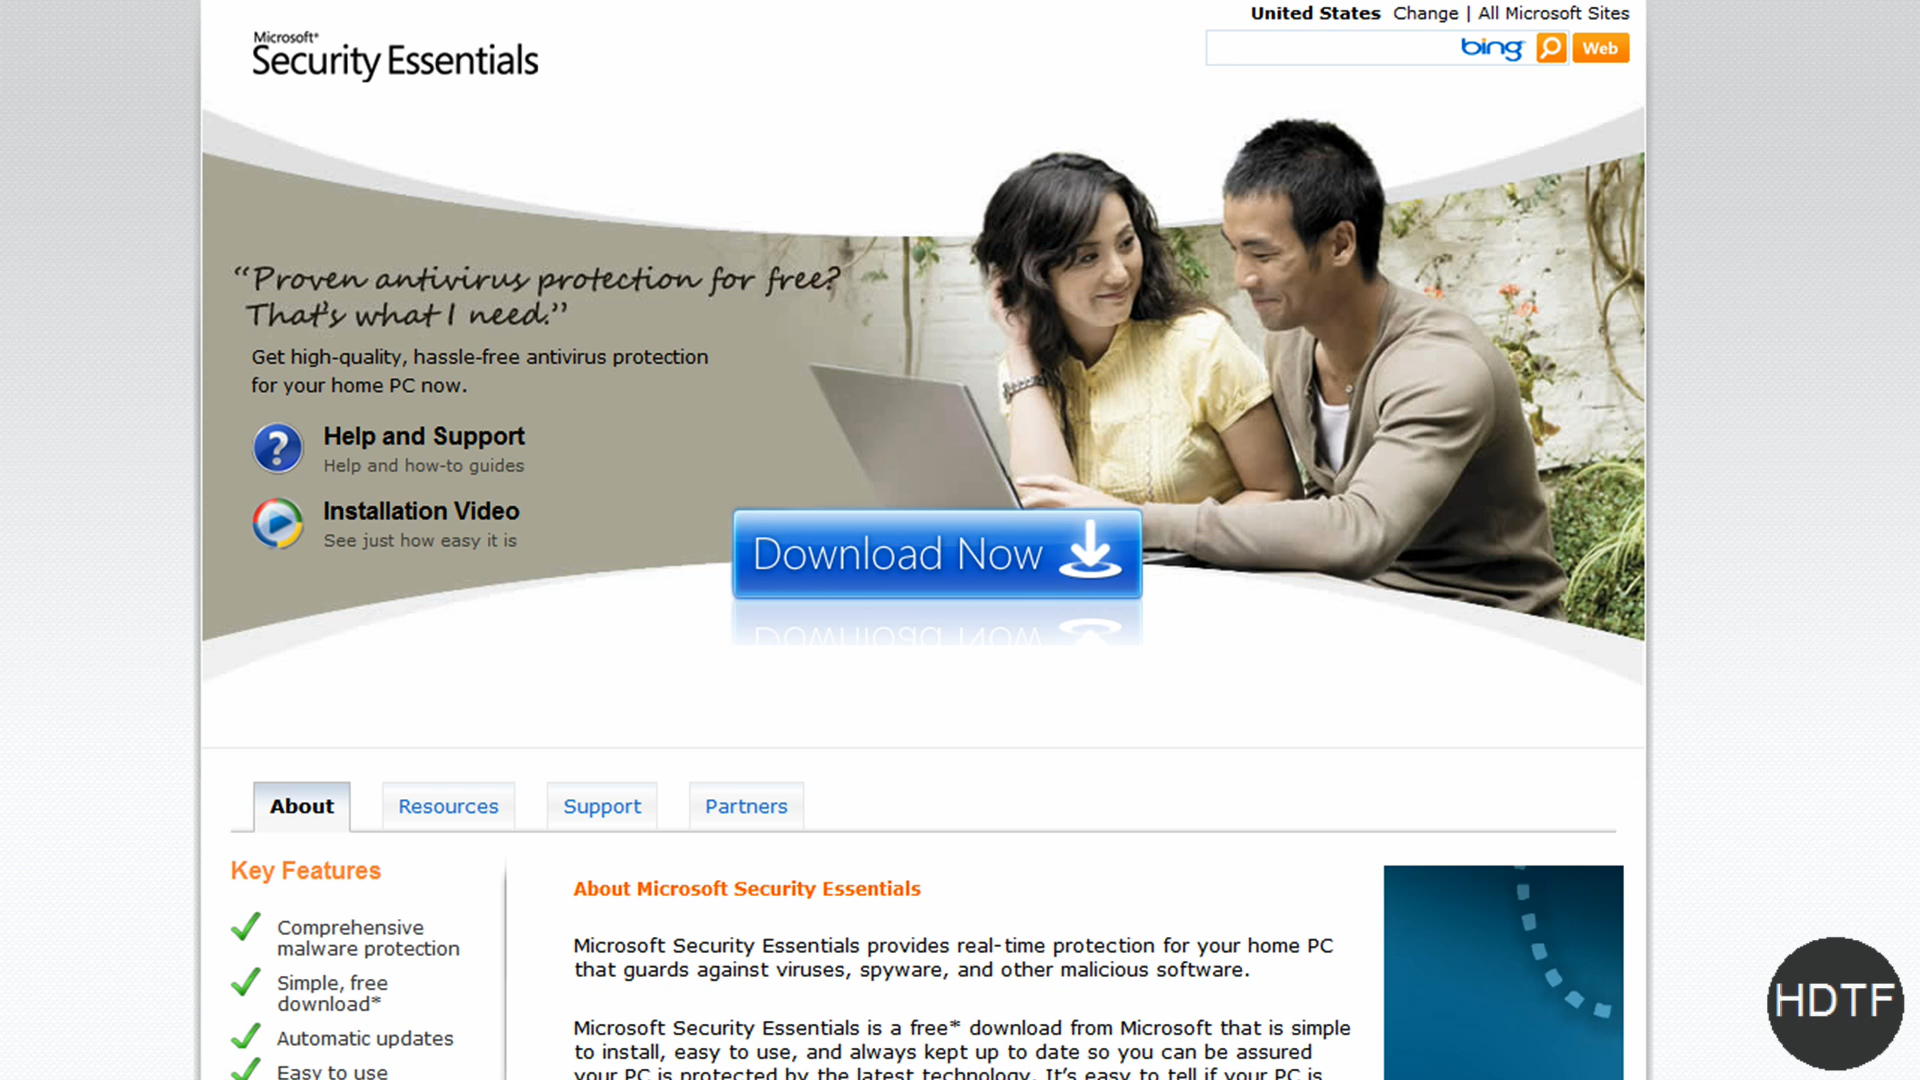 United States Change | All Microsoft Sites
Microsoft®
Security Essentials
bing
Web
“Proven antivirus protection for free?
That's what I need.”
Get high-quality, hassle-free antivirus protection
for your home PC now.
Help and Support
Help and how-to guides
Installation Video
See just how easy it is
Download Now
About
Resources
Support
Partners
Key Features
Comprehensive
malware protection
Simple, free
download*
Automatic updates
Easy to use
About Microsoft Security Essentials
Microsoft Security Essentials provides real-time protection for your home PC
that guards against viruses, spyware, and other malicious software.
Microsoft Security Essentials is a free* download from Microsoft that is simple
to install, easy to use, and always kept up to date so you can be assured
your PC is protected by the latest technology. It’s easy to tell if your PC is
HDTF